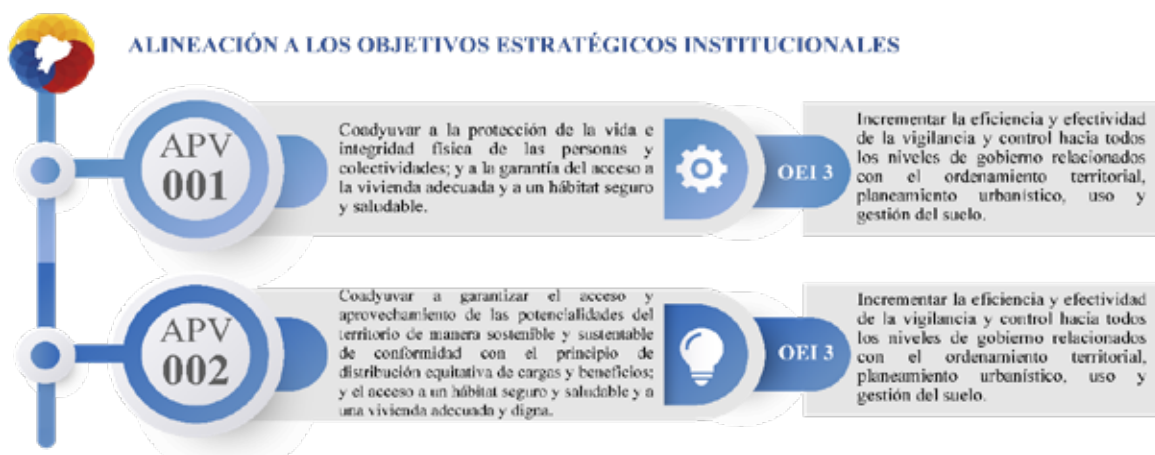 ALINEACIÓN A LOS OBJETIVOS ESTRATÉGICOS INSTITUCIONALES
APV
001
Coadyuvar a la protección de la vida e
integridad física de las personas y
colectividades; y a la garantía del acceso a
la vivienda adecuada y a un hábitat seguro
y saludable.
OEI 3
Incrementar la eficiencia y efectividad
de la vigilancia y control hacia todos
los niveles de gobierno relacionados
con el ordenamiento territorial,
planeamiento urbanístico, uso y
gestión del suelo.
APV
002
Coadyuvar a garantizar el acceso y
aprovechamiento de las potencialidades del
territorio de manera sostenible y sustentable
de conformidad con el principio de
distribución equitativa de cargas y beneficios;
y el acceso a un hábitat seguro y saludable y a
una vivienda adecuada y digna.
OEI 3
Incrementar la eficiencia y efectividad
de la vigilancia y control hacia todos
los niveles de gobierno relacionados
con el ordenamiento territorial,
planeamiento urbanístico, uso y
gestión del suelo.